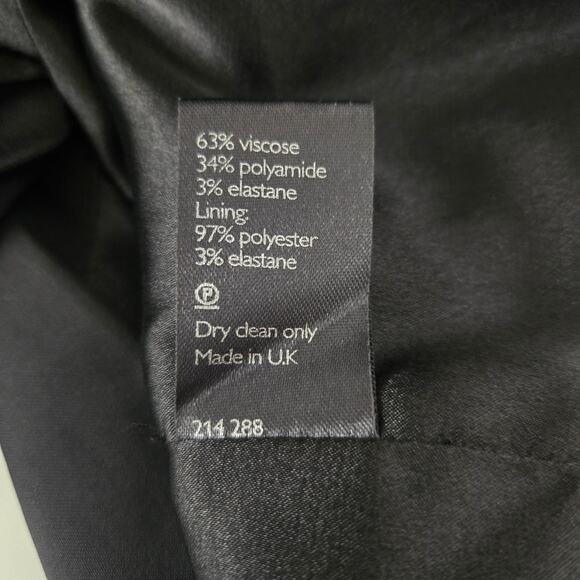 63% viscose
34% polyamide
3% elastane
Lining:
97% polyester
3% elastane
P
Dry clean only
Made in U.K
214 288